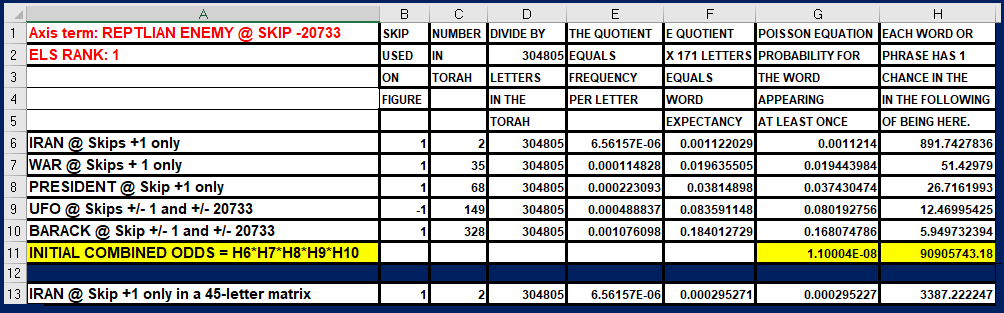 A B C D E F G H
1 Axis term: REPTLIAN ENEMY @ SKIP -20733 SKIP NUMBER DIVIDE BY THE QUOTIENT E QUOTIENT POISSON EQUATION EACH WORD OR
2 ELS RANK: 1 USED IN 304805 EQUALS X 171 LETTERS PROBABILITY FOR PHRASE HAS 1
3 ON TORAH LETTERS FREQUENCY EQUALS THE WORD CHANCE IN THE
4 FIGURE IN THE PER LETTER WORD APPEARING IN THE FOLLOWING
5 TORAH EXPECTANCY AT LEAST ONCE OF BEING HERE.
6 IRAN @ Skips +1 only 1 2 304805 6.56157E-06 0.001122029 0.0011214 891.7427836
7 WAR @ Skips + 1 only 1 35 304805 0.000114828 0.019635505 0.019443984 51.42979
8 PRESIDENT @ Skip +1 only 1 68 304805 0.000223093 0.03814898 0.037430474 26.7161993
9 UFO @ Skips +/- 1 and +/- 20733 -1 149 304805 0.000488837 0.083591148 0.080192756 12.46995425
10 BARACK @ Skip +/- 1 and +/- 20733 1 328 304805 0.001076098 0.184012729 0.168074786 5.949732394
11 INITIAL COMBINED ODDS = H6*H7*H8*H9*H10 1.10004E-08 90905743.18
12
13 IRAN @ Skip +1 only in a 45-letter matrix 1 2 304805 6.56157E-06 0.000295271 0.000295227 3387.222247